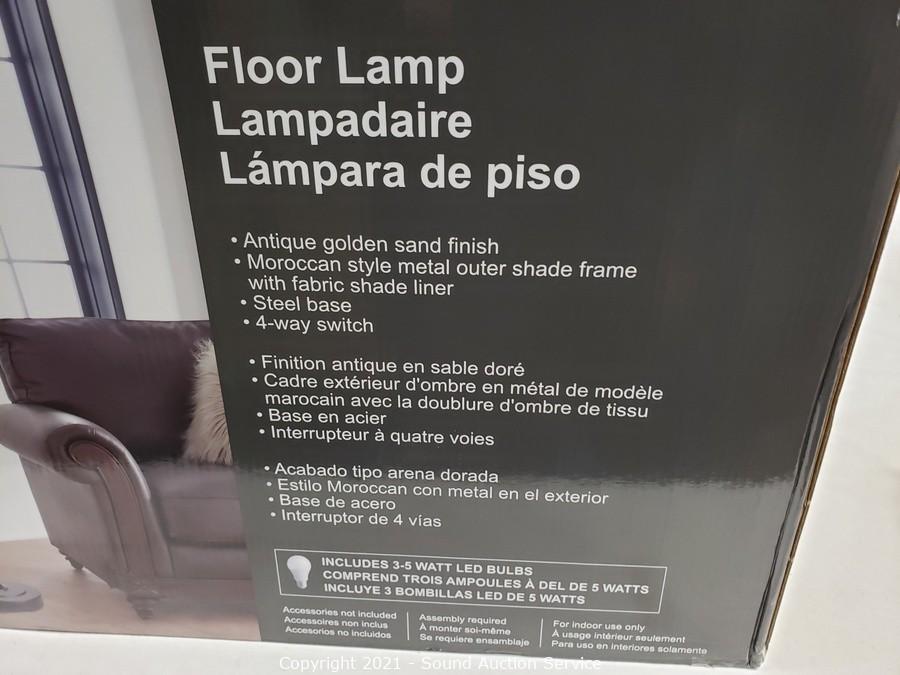 Floor Lamp
Lampadaire
Lámpara de piso
• Antique golden sand finish
• Moroccan style metal outer shade frame
with fabric shade liner
• Steel base
• 4-way switch
• Finition antique en sable doré
• Cadre extérieur d'ombre en métal de modèle
marocain avec la doublure d'ombre de tissu
• Base en acier
• Interrupteur à quatre voies
• Acabado tipo arena dorada
• Estilo Moroccan con metal en el exterior
• Base de acero
• Interruptor de 4 vías
INCLUDES 3-5 WATT LED BULBS
COMPREND TROIS AMPOULES À DEL DE 5 WATTS
INCLUYE 3 BOMBILLAS LED DE 5 WATTS
Accessories not included
Accessoires non inclus
Accesorios no incluidos
Assembly required
À monter soi-même
Se requiere ensamblaje
For indoor use only
À usage intérieur seulement
Para uso en interiores solamente
Copyright 2021 - Sound Auction Service